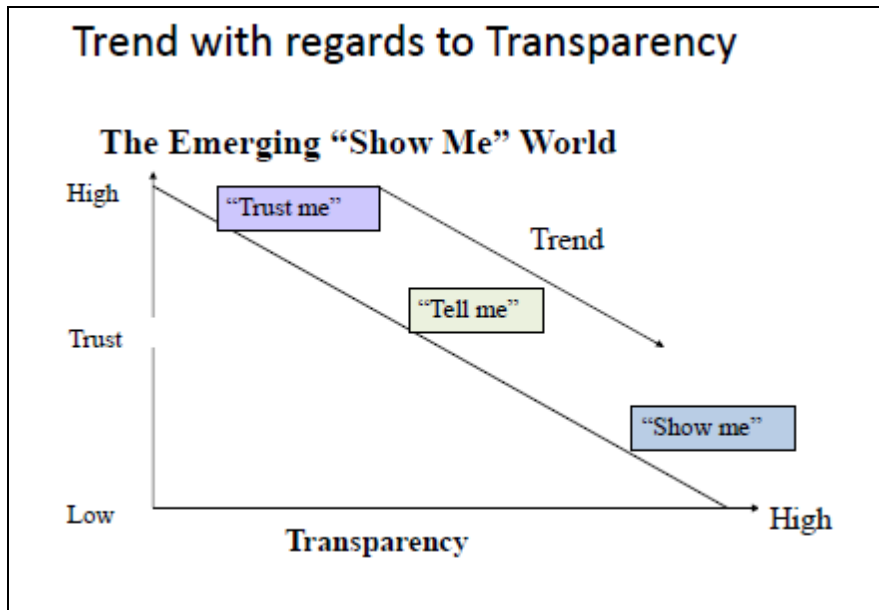 Trend with regards to Transparency
The Emerging “Show Me” World
High
“Trust me”
Trend
“Tell me”
Trust
“Show me”
Low
High
Transparency